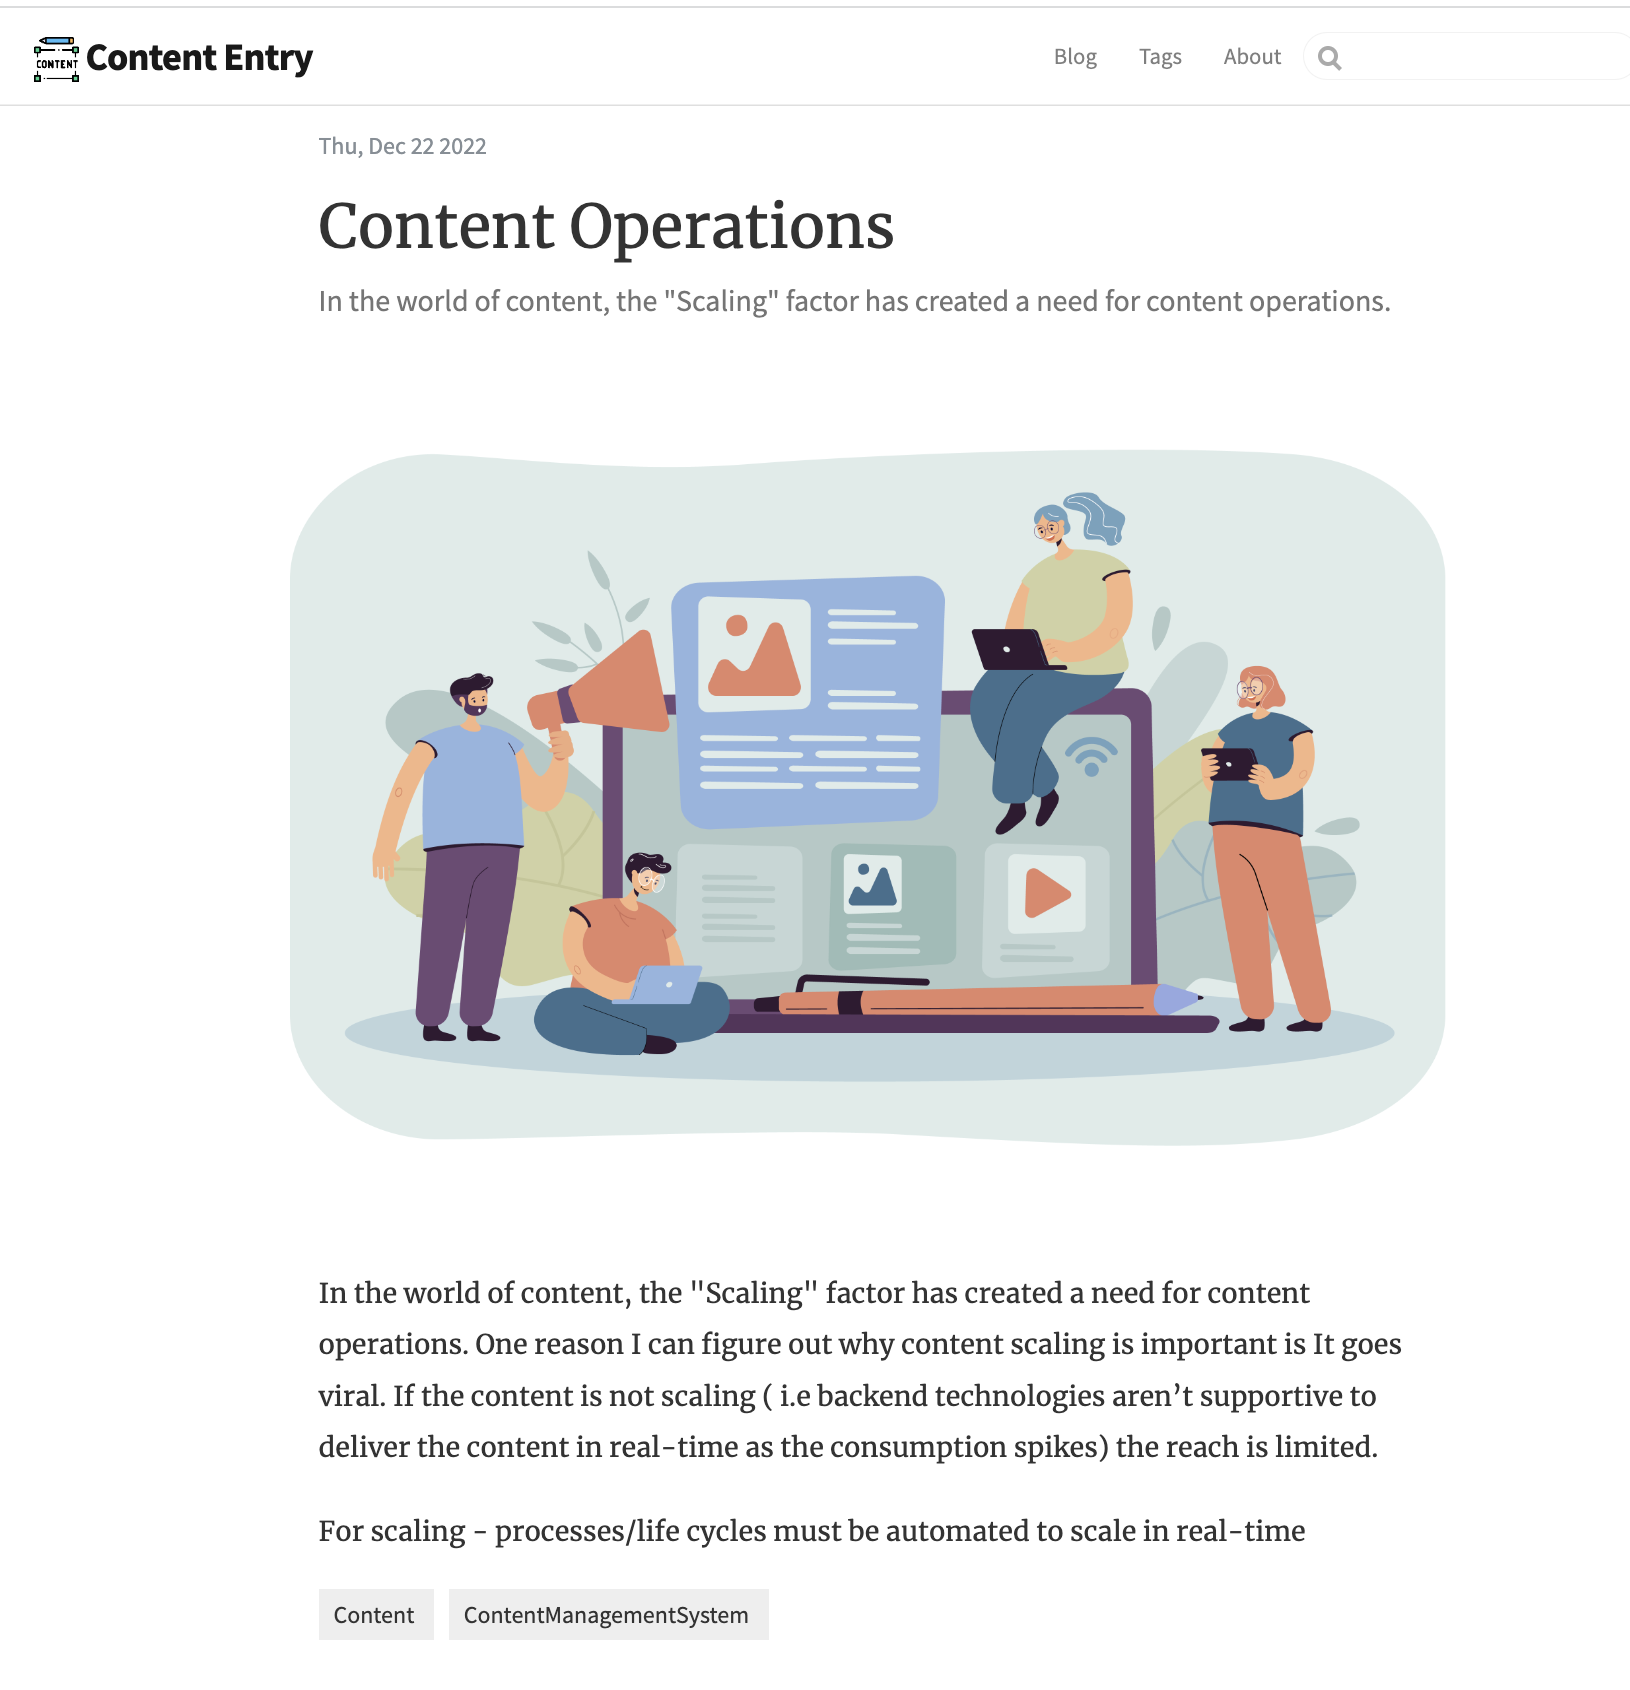 CONTENT
Content Entry
Blog Tags About
Thu, Dec 22 2022
Content Operations
In the world of content, the "Scaling" factor has created a need for content operations.
In the world of content, the "Scaling" factor has created a need for content
operations. One reason I can figure out why content scaling is important is It goes
viral. If the content is not scaling ( i.e backend technologies aren’t supportive to
deliver the content in real-time as the consumption spikes) the reach is limited.
For scaling - processes/life cycles must be automated to scale in real-time
Content ContentManagementSystem